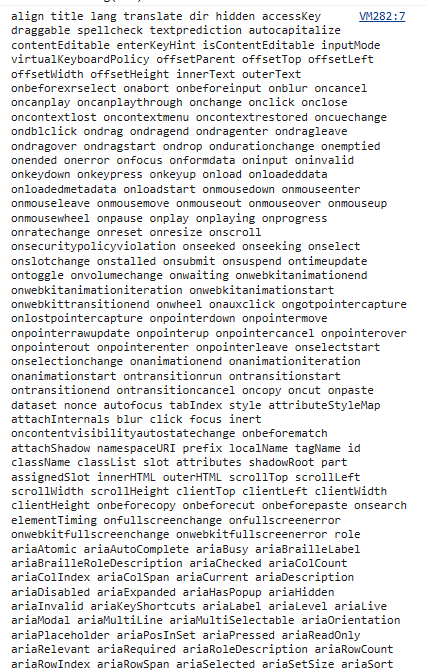 align title lang translate dir hidden accessKey VM282:7
draggable spellcheck textprediction autocapitalize
contentEditable enterKeyHint isContentEditable inputMode
virtualKeyboardPolicy offsetParent offsetTop offsetLeft
offsetWidth offsetHeight innerText outerText
onbeforexrselect onabort onbeforeinput onblur oncancel
oncanplay oncanplaythrough onchange onclick onclose
oncontextlost oncontextmenu oncontextrestored oncuechange
ondblclick ondrag ondragend ondragenter ondragleave
ondragover ondragstart ondrop ondurationchange onemptied
onended onerror onfocus onformdata oninput oninvalid
onkeydown onkeypress onkeyup onload onloadeddata
onloadedmetadata onloadstart onmousedown onmouseenter
onmouseleave onmousemove onmouseout onmouseover onmouseup
onmousewheel onpause onplay onplaying onprogress
onratechange onreset onresize onscroll
onsecuritypolicyviolation onseeked onseeking onselect
onslotchange onstalled onsubmit onsuspend ontimeupdate
ontoggle onvolumechange onwaiting onwebkitanimationend
onwebkitanimationiteration onwebkitanimationstart
onwebkittransitionend onwheel onauxclick ongotpointercapture
onlostpointercapture onpointerdown onpointermove
onpointerrawupdate onpointerup onpointercancel onpointerover
onpointerout onpointerenter onpointerleave onselectstart
onselectionchange onanimationend onanimationiteration
onanimationstart ontransitionrun ontransitionstart
ontransitionend ontransitioncancel oncopy oncut onpaste
dataset nonce autofocus tabIndex style attributeStyleMap
attachInternals blur click focus inert
oncontentvisibilityautostatechange onbeforematch
attachShadow namespaceURI prefix localName tagName id
className classList slot attributes shadowRoot part
assignedSlot innerHTML outerHTML scrollTop scrollLeft
scrollWidth scrollHeight clientTop clientLeft clientWidth
clientHeight onbeforecopy onbeforecut onbeforepaste onsearch
elementTiming onfullscreenchange onfullscreenerror
onwebkitfullscreenchange onwebkitfullscreenerror role
ariaAtomic ariaAutoComplete ariaBusy ariaBrailleLabel
ariaBrailleRoleDescription ariaChecked ariaColCount
ariaColIndex ariaColSpan ariaCurrent ariaDescription
ariaDisabled ariaExpanded ariaHasPopup ariaHidden
ariaInvalid ariaKeyShortcuts ariaLabel ariaLevel ariaLive
ariaModal ariaMultiLine ariaMultiSelectable ariaOrientation
ariaPlaceholder ariaPosInSet ariaPressed ariaReadOnly
ariaRelevant ariaRequired ariaRoleDescription ariaRowCount
ariaRowIndex ariaRowSpan ariaSelected ariaSetSize ariaSort